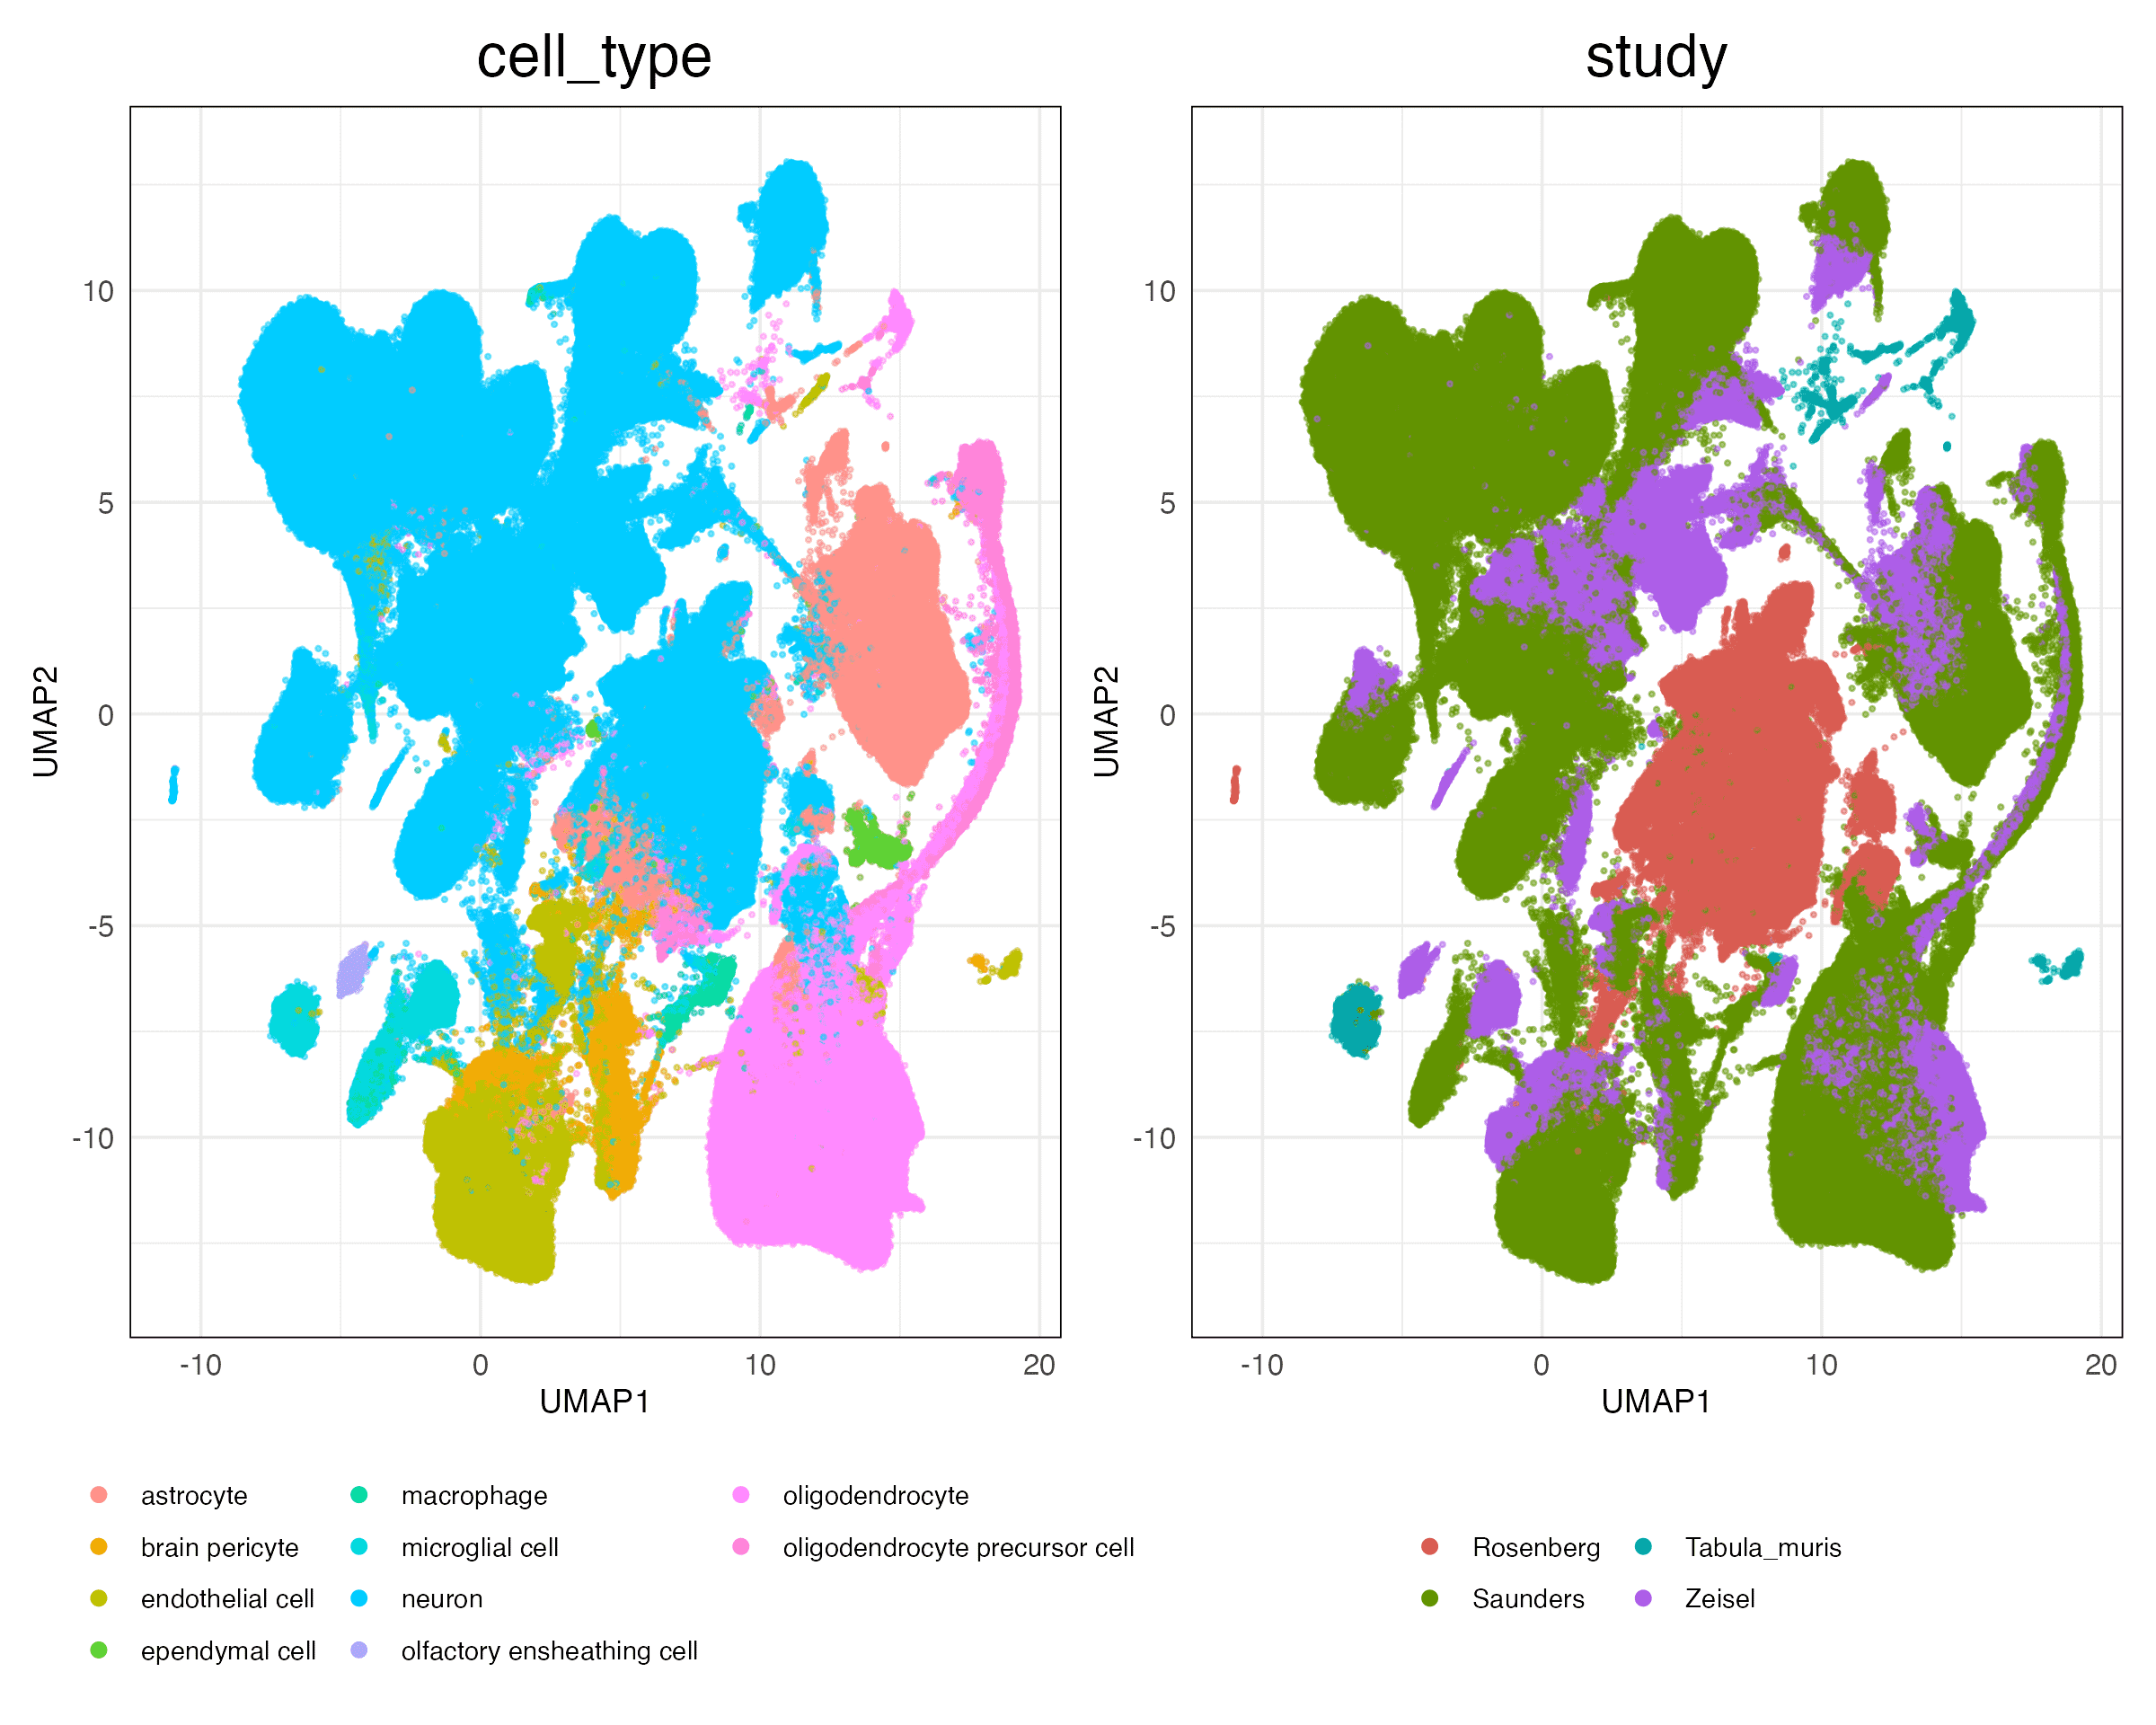 cell_type
study
UMAP2
10
5
0
-5
-10
-10
0
10
20
UMAP1
UMAP2
10
5
0
-5
-10
-10
0
10
20
UMAP1
astrocyte
brain pericyte
endothelial cell
ependymal cell
macrophage
microglial cell
neuron
olfactory ensheathing cell
oligodendrocyte
oligodendrocyte precursor cell
Rosenberg
Saunders
Tabula_muris
Zeisel